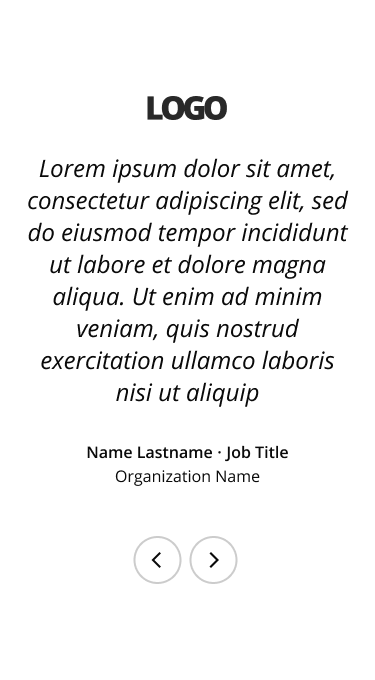 LOGO
Lorem ipsum dolor sit amet,
consectetur adipiscing elit, sed
do eiusmod tempor incididunt
ut labore et dolore magna
aliqua. Ut enim ad minim
veniam, quis nostrud
exercitation ullamco laboris
nisi ut aliquip
Name Lastname · Job Title
Organization Name